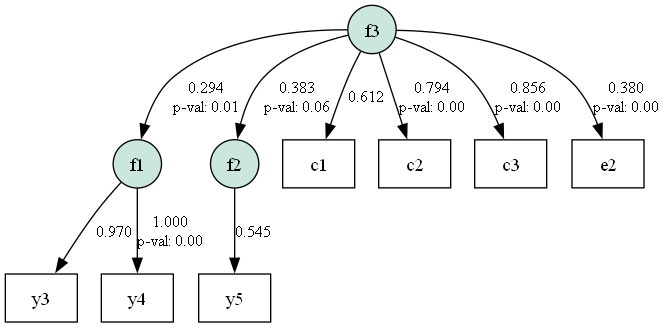 f3
0.294
p-val: 0.01
0.383
p-val: 0.06
0.612
0.794
p-val: 0.00
0.856
p-val: 0.00
0.380
p-val: 0.00
f1
f2
c1
c2
c3
e2
0.970
1.000
p-val: 0.00
0.545
y3
y4
y5